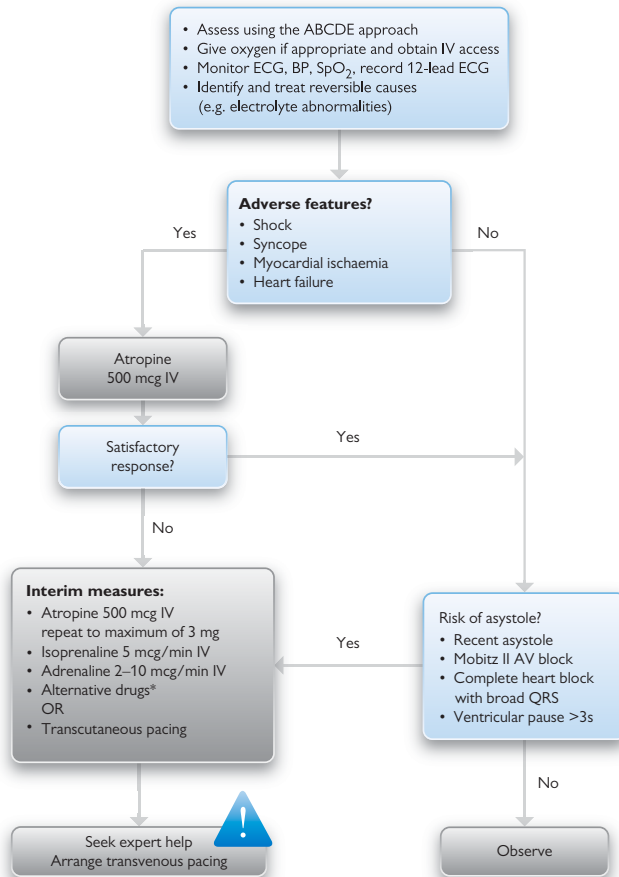 • Assess using the ABCDE approach
• Give oxygen if appropriate and obtain IV access
• Monitor ECG, BP, SpO₂, record 12-lead ECG
• Identify and treat reversible causes
(e.g. electrolyte abnormalities)
Adverse features?
• Shock
• Syncope
• Myocardial ischaemia
• Heart failure
Yes
No
Atropine
500 mcg IV
Satisfactory
response?
Yes
No
Interim measures:
• Atropine 500 mcg IV
repeat to maximum of 3 mg
• Isoprenaline 5 mcg/min IV
• Adrenaline 2–10 mcg/min IV
• Alternative drugs*
OR
• Transcutaneous pacing
Yes
Risk of asystole?
• Recent asystole
• Mobitz II AV block
• Complete heart block
with broad QRS
• Ventricular pause >3s
No
!
Seek expert help
Arrange transvenous pacing
Observe